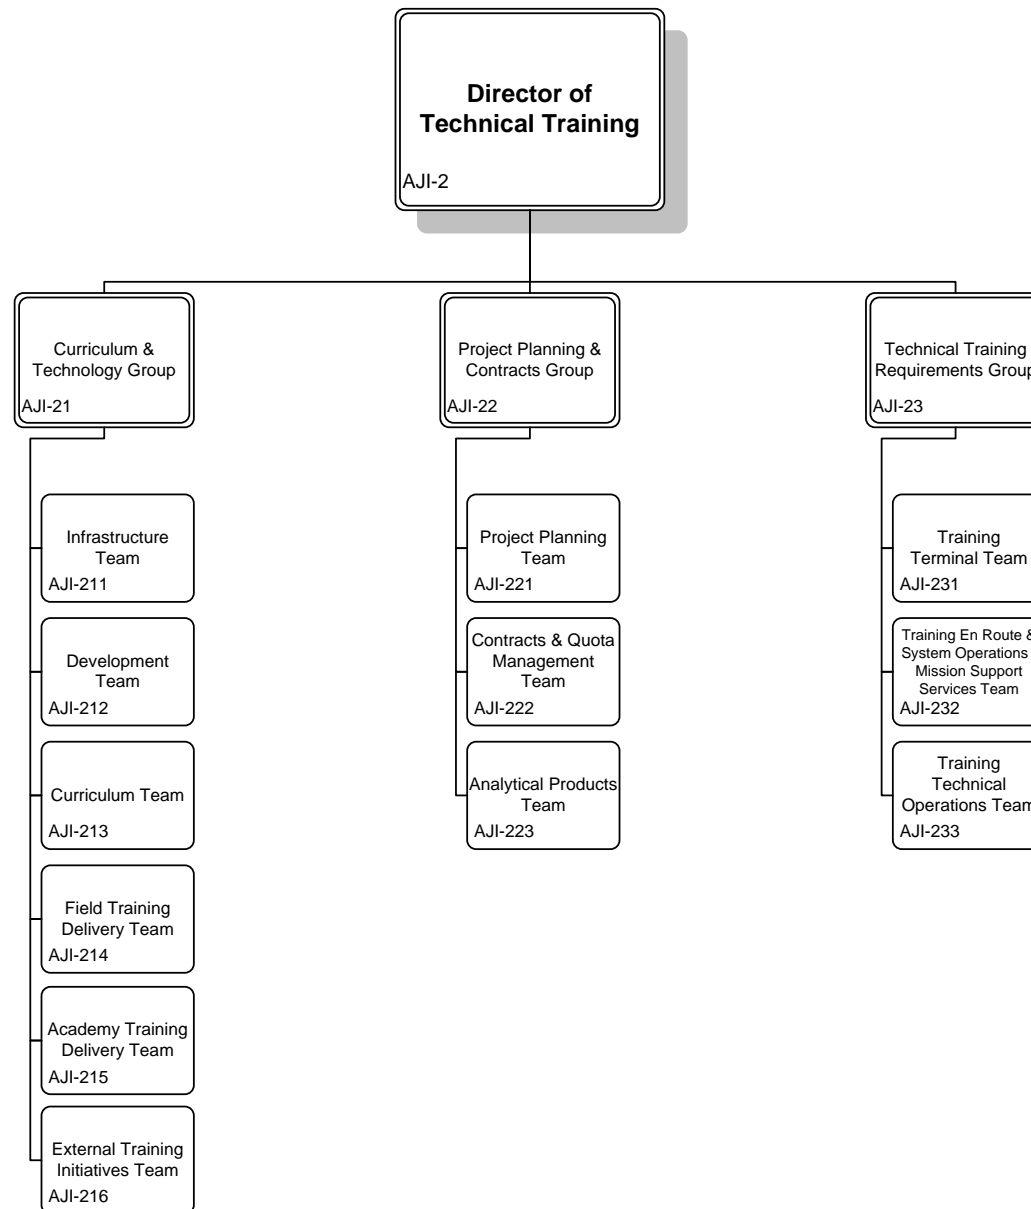 Director of
Technical Training
AJI-2
Curriculum &
Technology Group
AJI-21
Project Planning &
Contracts Group
AJI-22
Technical Training
Requirements Group
AJI-23
Infrastructure
Team
AJI-211
Development
Team
AJI-212
Curriculum Team
AJI-213
Field Training
Delivery Team
AJI-214
Academy Training
Delivery Team
AJI-215
External Training
Initiatives Team
AJI-216
Project Planning
Team
AJI-221
Contracts & Quota
Management
Team
AJI-222
Analytical Products
Team
AJI-223
Training
Terminal Team
AJI-231
Training En Route &
System Operations
Mission Support
Services Team
AJI-232
Training
Technical
Operations Team
AJI-233